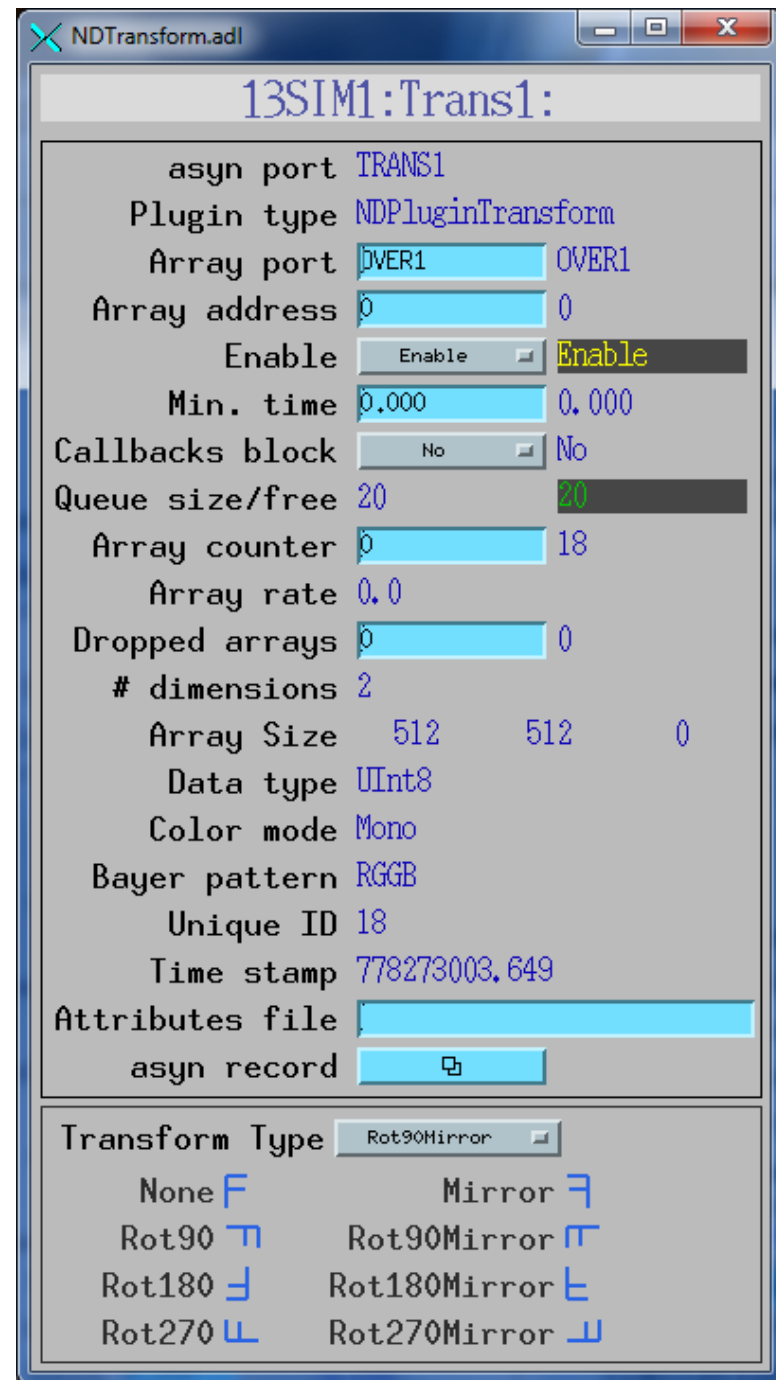 NDTransform.adl
13SIM1:Trans1:
asyn port TRANS1
Plugin type NDPluginTransform
Array port OVER1 OVER1
Array address 0 0
Enable Enable Enable
Min. time 0.000 0.000
Callbacks block No No
Queue size/free 20 20
Array counter 0 18
Array rate 0.0
Dropped arrays 0 0
# dimensions 2
Array Size 512 512 0
Data type UInt8
Color mode Mono
Bayer pattern RGGB
Unique ID 18
Time stamp 778273003.649
Attributes file
asyn record
Transform Type Rot90Mirror
None Mirror
Rot90 Rot90Mirror
Rot180 Rot180Mirror
Rot270 Rot270Mirror